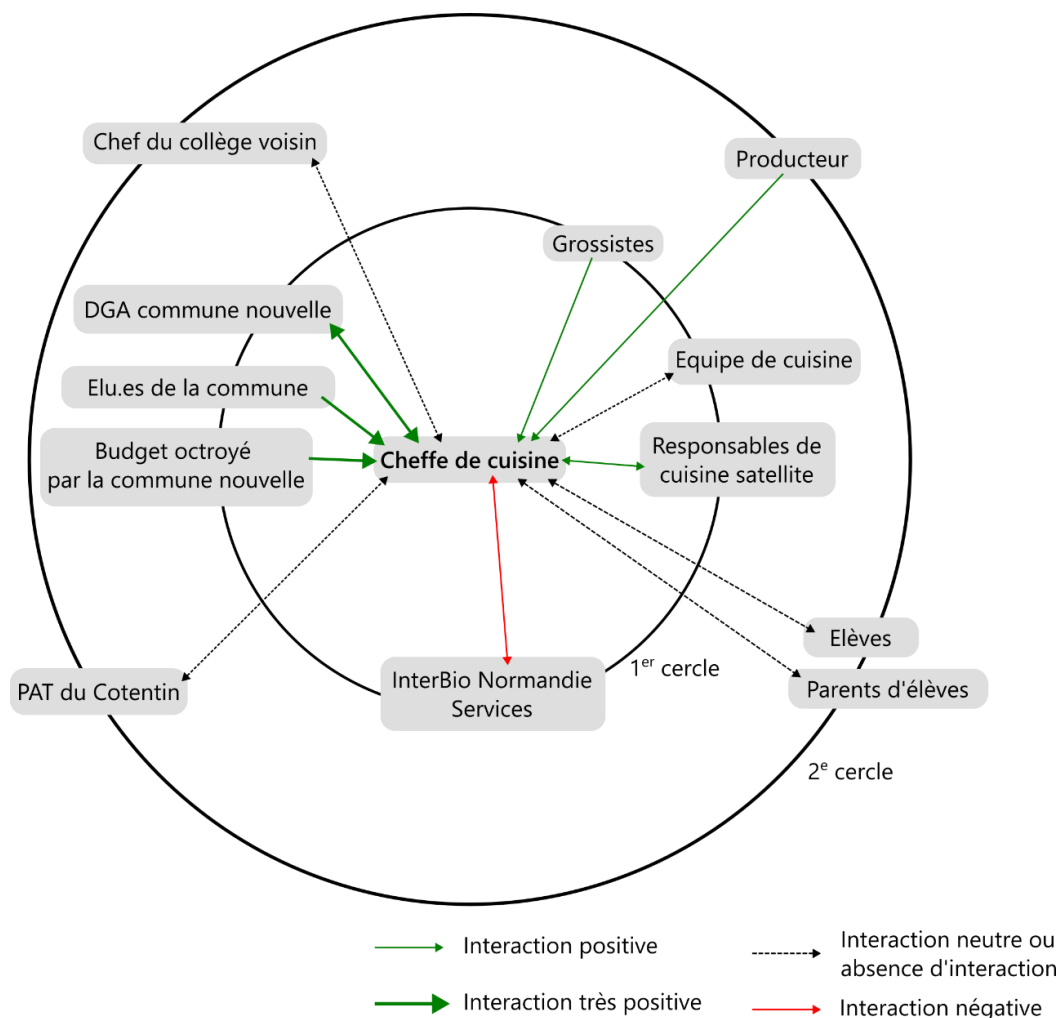 Chef du collège voisin
Producteur
Grossistes
DGA commune nouvelle
Equipe de cuisine
Elu.es de la commune
Budget octroyé
par la commune nouvelle
Cheffe de cuisine
Responsables de
cuisine satellite
Elèves
PAT du Cotentin
InterBio Normandie
Services
1er cercle
Parents d'élèves
2e cercle
Interaction positive
Interaction neutre ou
absence d'interaction
Interaction très positive
Interaction négative